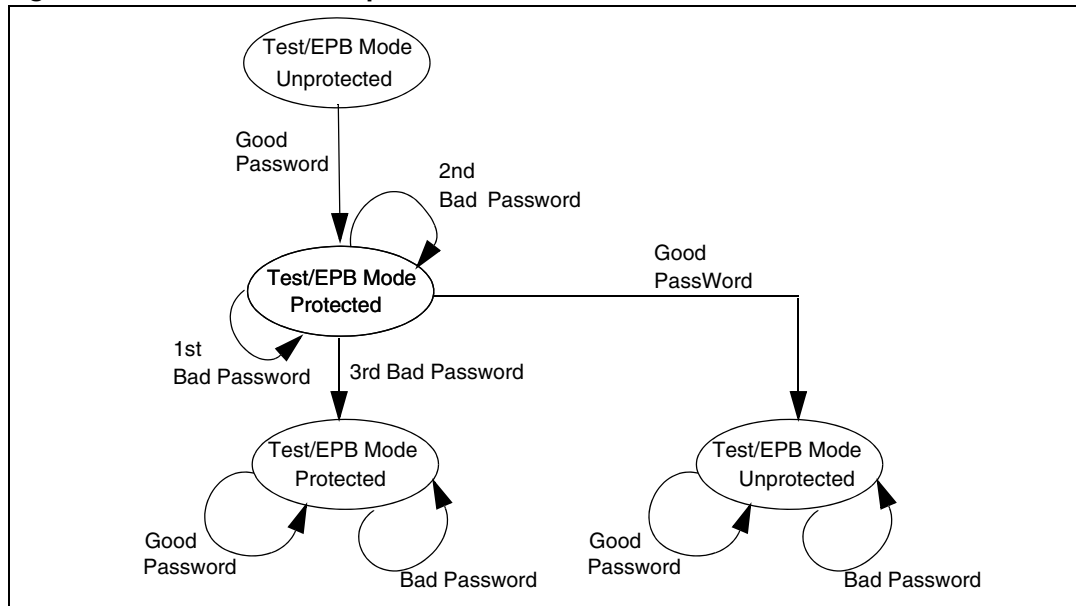 Test/EPB Mode
Unprotected
Good
Password
2nd
Bad Password
Good
PassWord
Test/EPB Mode
Protected
1st
Bad Password
3rd Bad Password
Test/EPB Mode
Protected
Test/EPB Mode
Unprotected
Good
Password
Bad Password
Good
Password
Bad Password